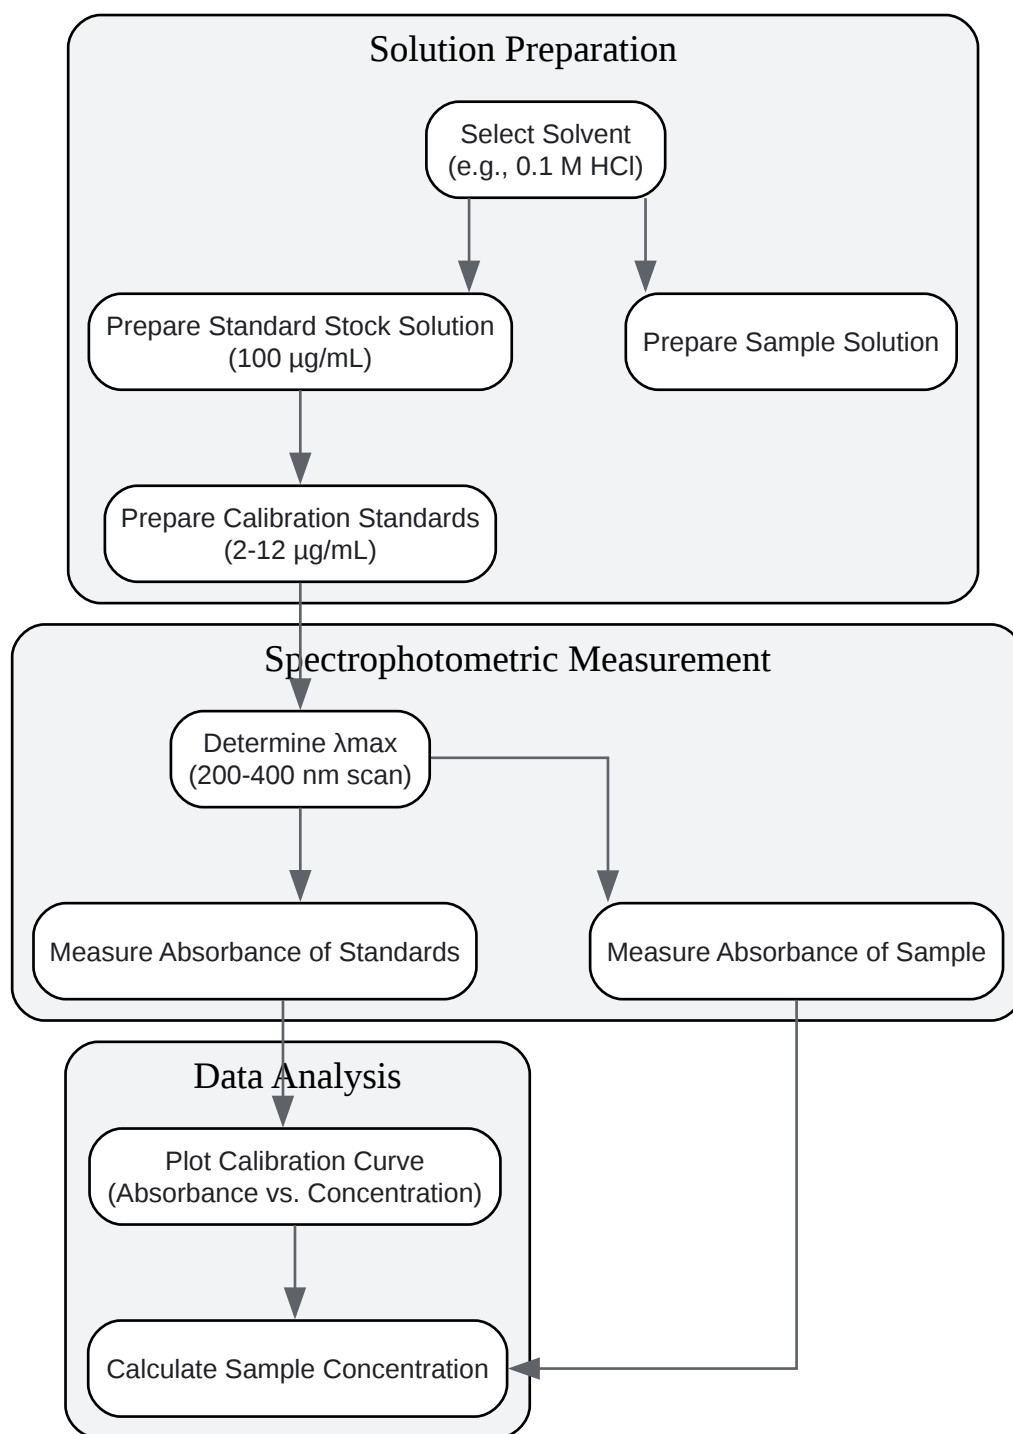 Solution Preparation
Select Solvent
(e.g., 0.1 M HCl)
Prepare Standard Stock Solution
(100 µg/mL)
Prepare Sample Solution
Prepare Calibration Standards
(2-12 µg/mL)
Spectrophotometric Measurement
Determine λmax
(200-400 nm scan)
Measure Absorbance of Standards
Measure Absorbance of Sample
Data Analysis
Plot Calibration Curve
(Absorbance vs. Concentration)
Calculate Sample Concentration